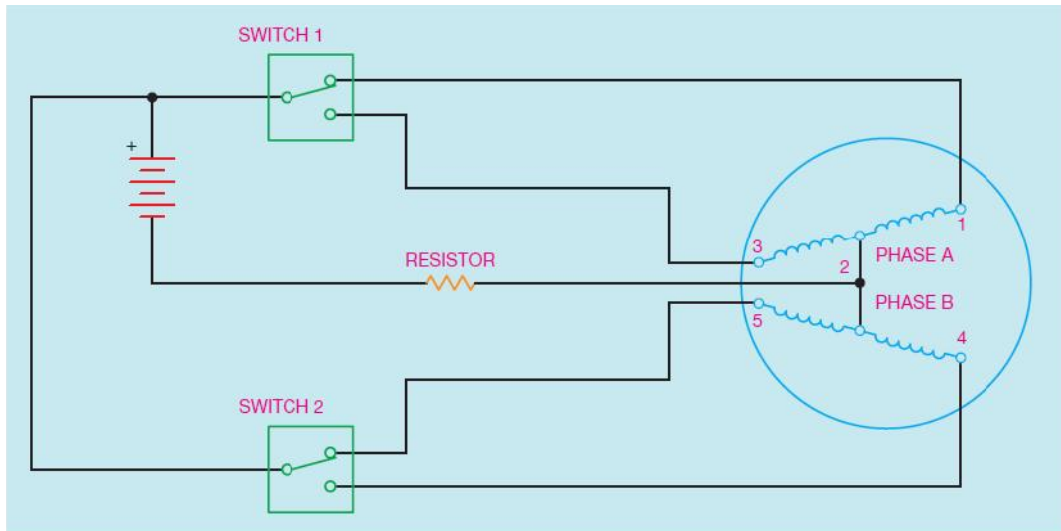 SWITCH 1
+
1
3
RESISTOR
2
PHASE A
PHASE B
5
4
SWITCH 2